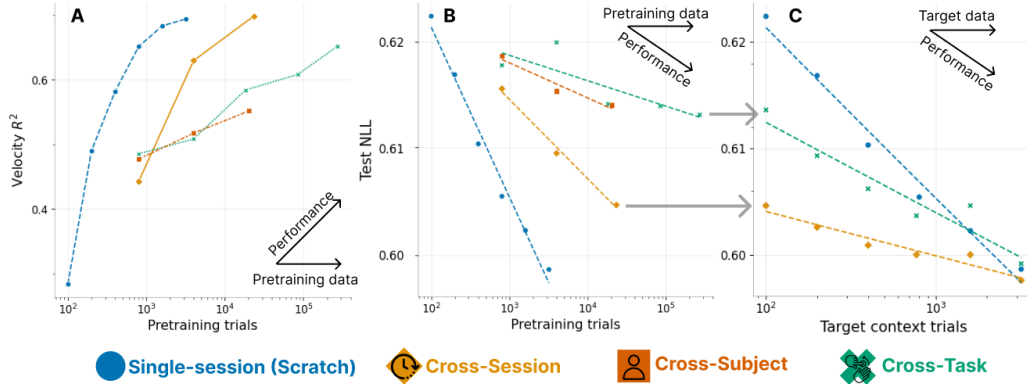 A
Velocity R²
0.6
0.4
10² 10³ 10⁴ 10⁵
Pretraining trials
Performance
Pretraining data
B
Test NLL
0.62
0.61
0.60
10² 10³ 10⁴ 10⁵
Pretraining trials
Pretraining data
Performance
C
0.62
0.61
0.60
10² 10³
Target context trials
Target data
Performance
Single-session (Scratch) Cross-Session Cross-Subject Cross-Task